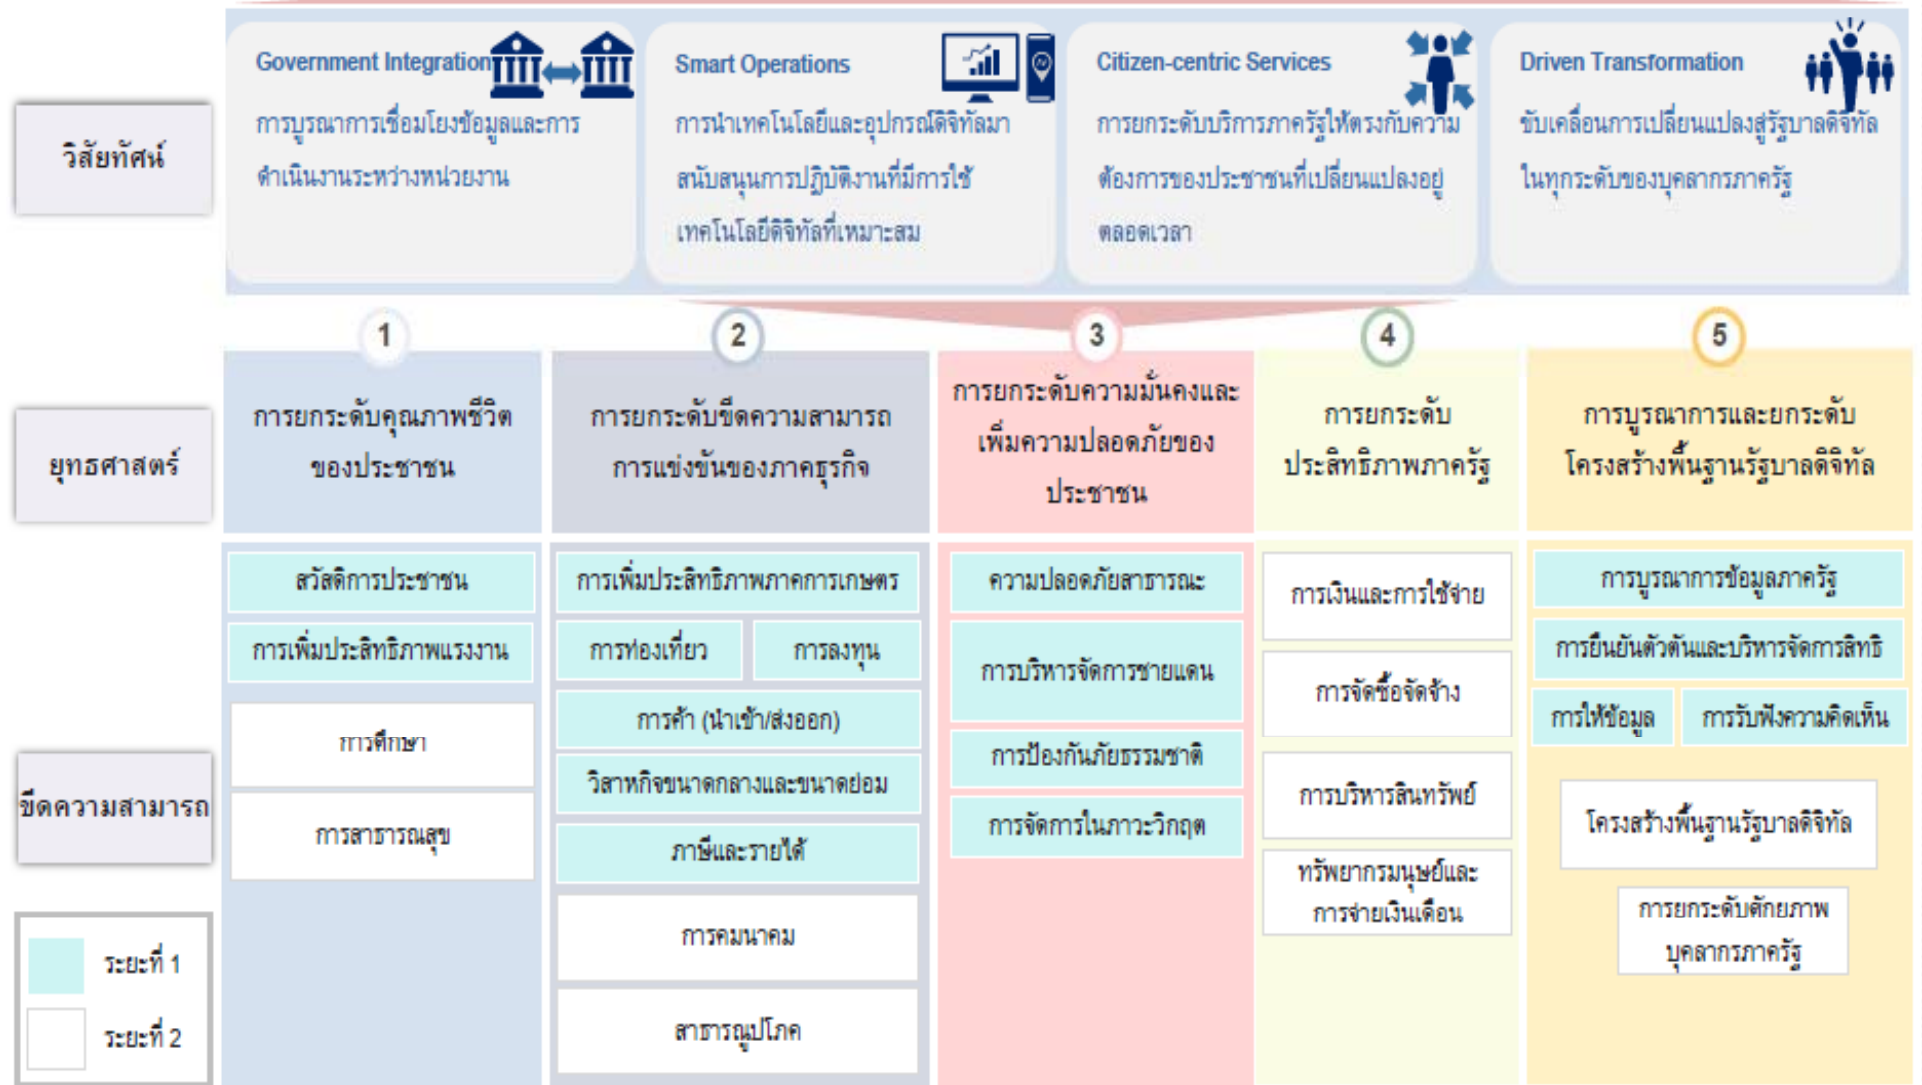 วิสัยทัศน์
Government Integration
การบูรณาการเชื่อมโยงข้อมูลและการ
ดำเนินงานระหว่างหน่วยงาน
Smart Operations
การนำเทคโนโลยีและอุปกรณ์ดิจิทัลมา
สนับสนุนการปฏิบัติงานที่มีการใช้
เทคโนโลยีดิจิทัลที่เหมาะสม
Citizen-centric Services
การยกระดับบริการภาครัฐให้ตรงกับความ
ต้องการของประชาชนที่เปลี่ยนแปลงอยู่
ตลอดเวลา
Driven Transformation
ขับเคลื่อนการเปลี่ยนแปลงสู่รัฐบาลดิจิทัล
ในทุกระดับของบุคลากรภาครัฐ
ยุทธศาสตร์
1
การยกระดับคุณภาพชีวิต
ของประชาชน
2
การยกระดับขีดความสามารถ
การแข่งขันของภาคธุรกิจ
3
การยกระดับความมั่นคงและ
เพิ่มความปลอดภัยของ
ประชาชน
4
การยกระดับ
ประสิทธิภาพภาครัฐ
5
การบูรณาการและยกระดับ
โครงสร้างพื้นฐานรัฐบาลดิจิทัล
ขีดความสามารถ
สวัสดิการประชาชน
การเพิ่มประสิทธิภาพแรงงาน
การศึกษา
การสาธารณสุข
การเพิ่มประสิทธิภาพภาคการเกษตร
การท่องเที่ยว
การลงทุน
การค้า (นำเข้า/ส่งออก)
วิสาหกิจขนาดกลางและขนาดย่อม
ภาษีและรายได้
การคมนาคม
สาธารณูปโภค
ความปลอดภัยสาธารณะ
การบริหารจัดการชายแดน
การป้องกันภัยธรรมชาติ
การจัดการในภาวะวิกฤต
การเงินและการใช้จ่าย
การจัดซื้อจัดจ้าง
การบริหารสินทรัพย์
ทรัพยากรมนุษย์และ
การจ่ายเงินเดือน
การบูรณาการข้อมูลภาครัฐ
การยืนยันตัวตันและบริหารจัดการสิทธิ
การให้ข้อมูล
การรับฟังความคิดเห็น
โครงสร้างพื้นฐานรัฐบาลดิจิทัล
การยกระดับศักยภาพ
บุคลากรภาครัฐ
ระยะที่ 1
ระยะที่ 2